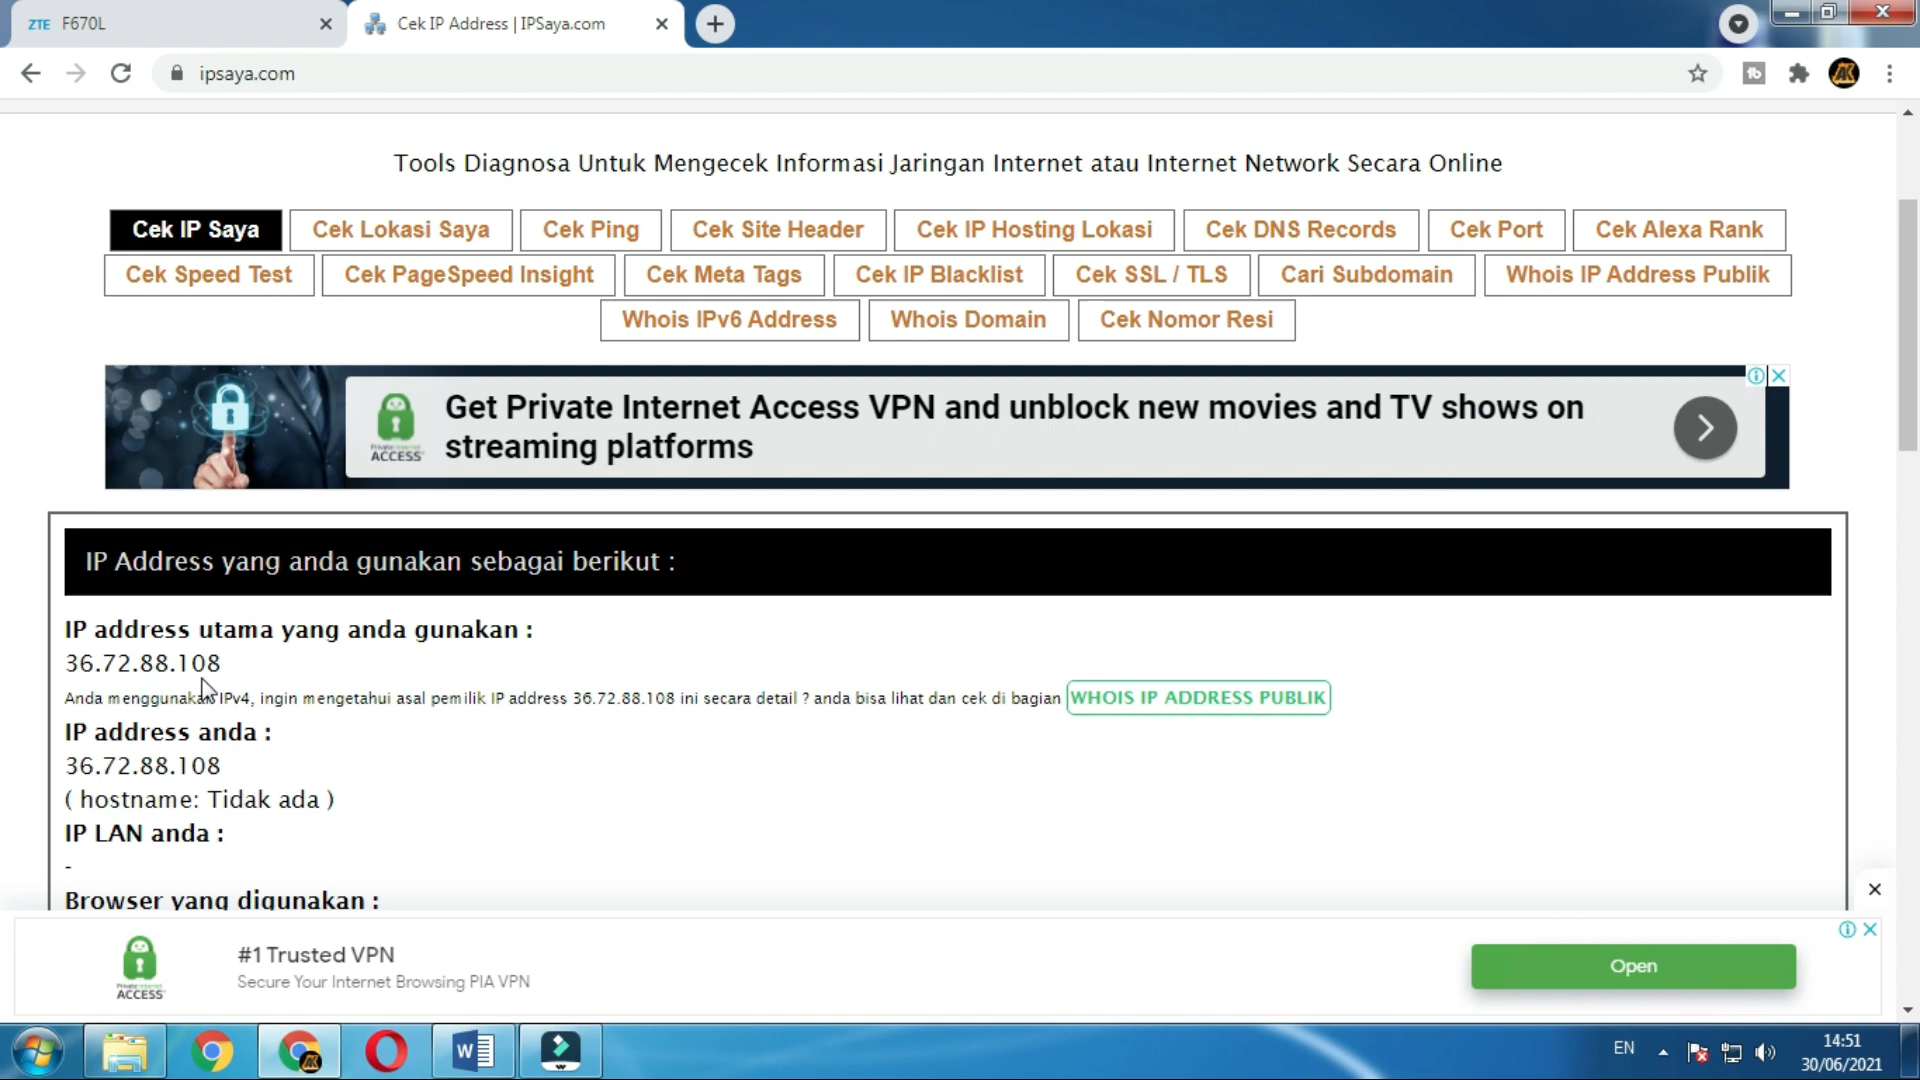 ZTE F670L
Cek IP Address | IPSaya.com
ipsaya.com
Tools Diagnosa Untuk Mengecek Informasi Jaringan Internet atau Internet Network Secara Online
Cek IP Saya Cek Lokasi Saya Cek Ping Cek Site Header Cek IP Hosting Lokasi Cek DNS Records Cek Port Cek Alexa Rank
Cek Speed Test Cek PageSpeed Insight Cek Meta Tags Cek IP Blacklist Cek SSL / TLS Cari Subdomain Whois IP Address Publik
Whois IPv6 Address Whois Domain Cek Nomor Resi
Get Private Internet Access VPN and unblock new movies and TV shows on
streaming platforms
Private Internet
ACCESS
IP Address yang anda gunakan sebagai berikut :
IP address utama yang anda gunakan :
36.72.88.108
Anda menggunakan IPv4, ingin mengetahui asal pemilik IP address 36.72.88.108 ini secara detail ? anda bisa lihat dan cek di bagian WHOIS IP ADDRESS PUBLIK
IP address anda :
36.72.88.108
( hostname: Tidak ada )
IP LAN anda :
-
Browser yang digunakan :
Private Internet
ACCESS
#1 Trusted VPN
Secure Your Internet Browsing PIA VPN
Open
EN
14:51
30/06/2021